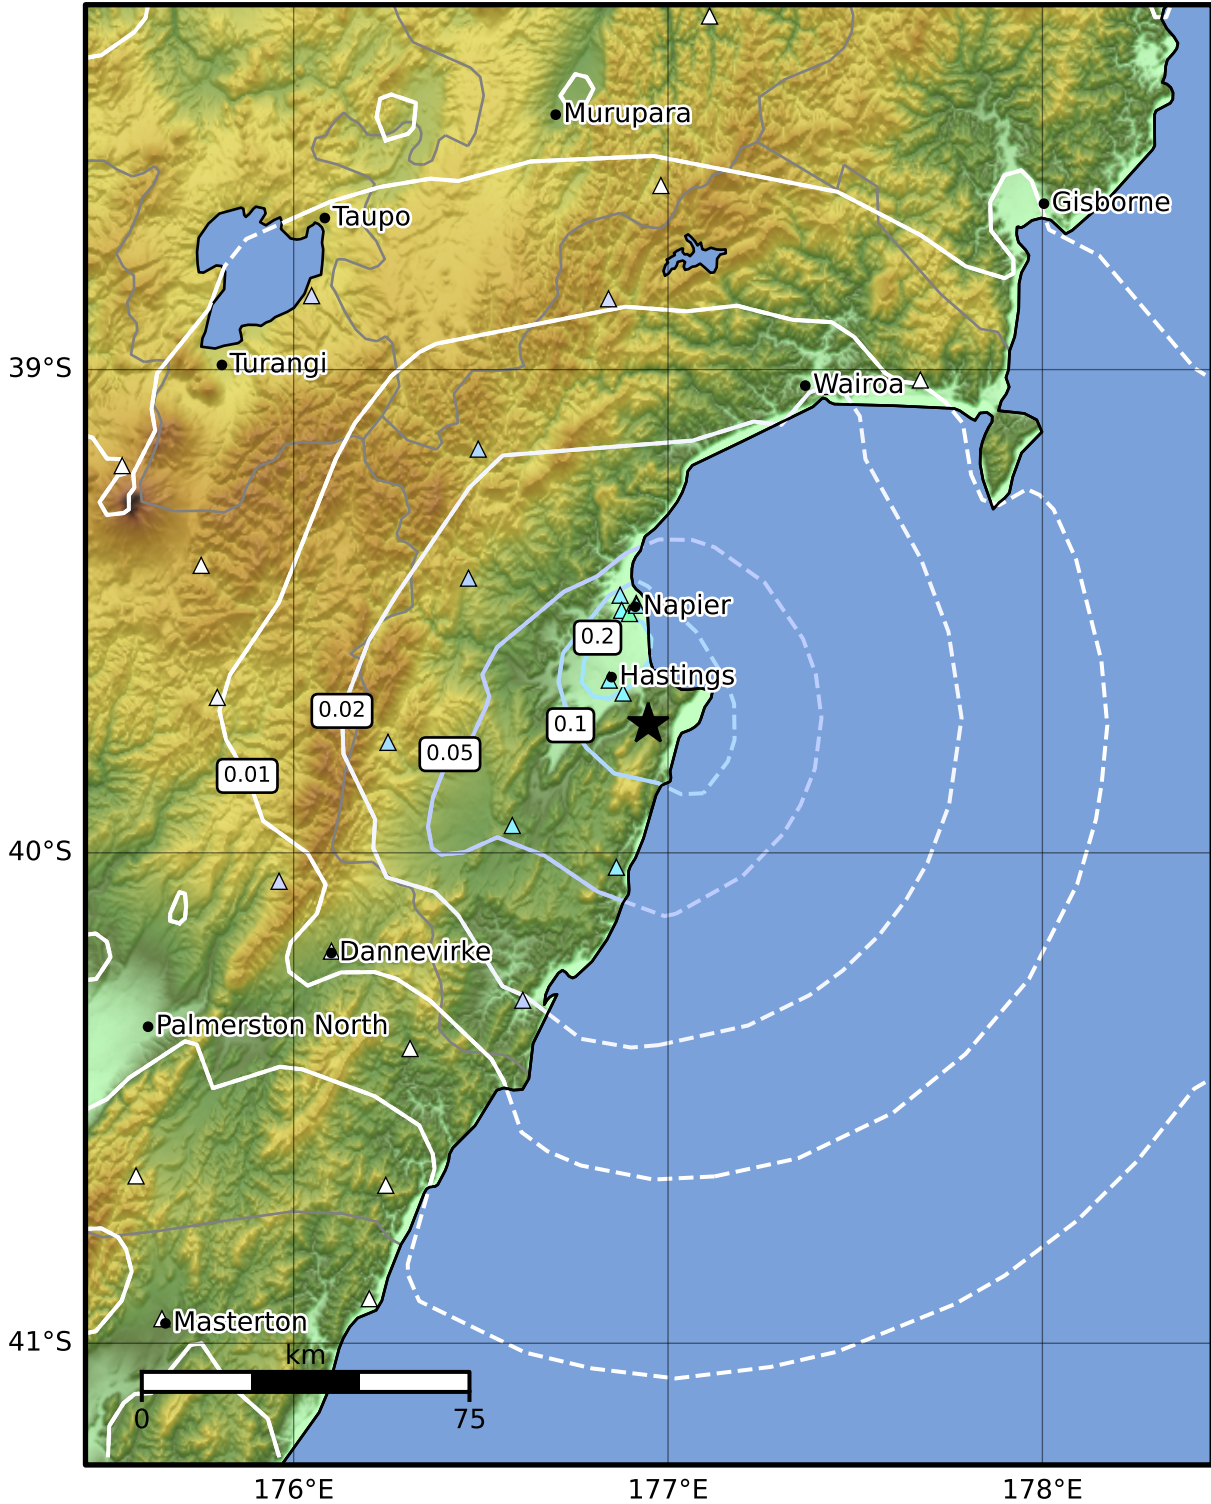 Murupara
Gisborne
Taupo
Turangi
39°S
Wairoa
Napier
0.2
Hastings
0.02
0.1
0.05
0.01
40°S
Dannevirke
Palmerston North
Masterton
41°S
km
0 75
176°E 177°E 178°E